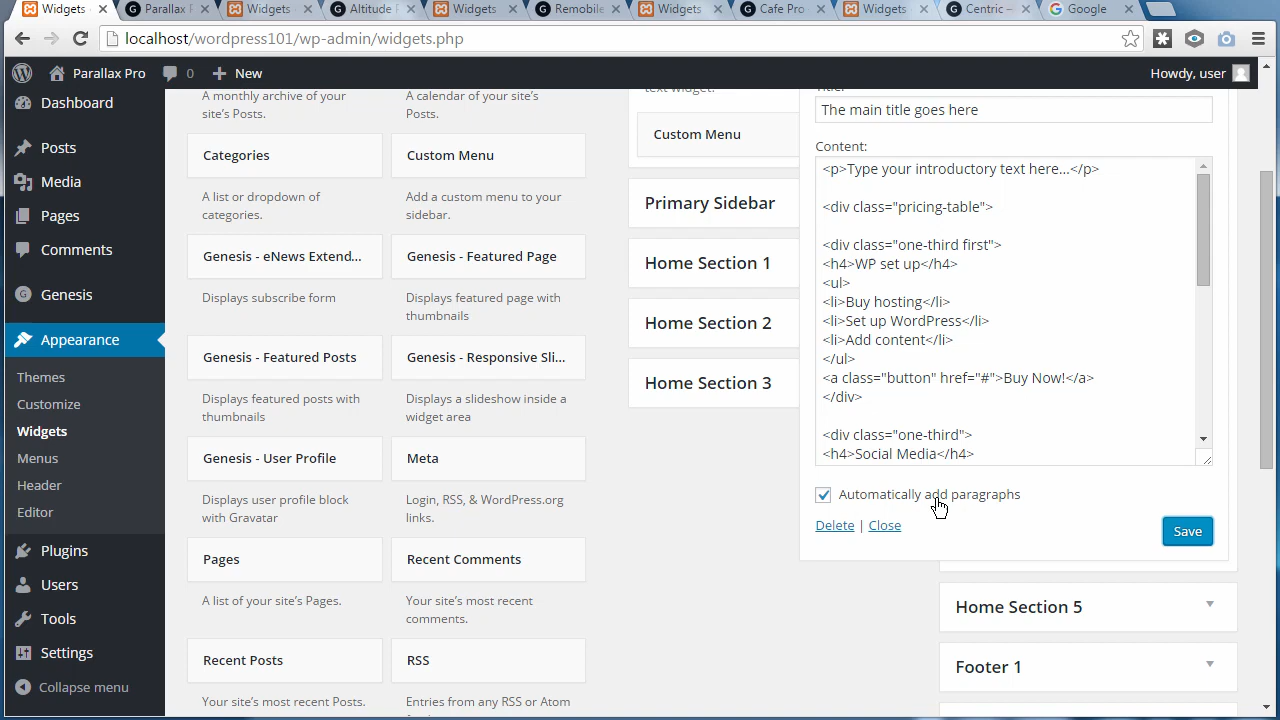 Widgets
Parallax P
Widgets
Altitude F
Widgets
Remobile
Widgets
Cafe Pro
Widgets
Centric –
Google
localhost/wordpress101/wp-admin/widgets.php
Parallax Pro
0
New
Howdy, user
Dashboard
Posts
Media
Pages
Comments
Genesis
Appearance
Themes
Customize
Widgets
Menus
Header
Editor
Plugins
Users
Tools
Settings
Collapse menu
A monthly archive of your
site's Posts.
A calendar of your site's
Posts.
Categories
Custom Menu
A list or dropdown of
categories.
Add a custom menu to your
sidebar.
Genesis - eNews Extend...
Genesis - Featured Page
Displays subscribe form
Displays featured page with
thumbnails
Genesis - Featured Posts
Genesis - Responsive Sli...
Displays featured posts with
thumbnails
Displays a slideshow inside a
widget area
Genesis - User Profile
Meta
Displays user profile block
with Gravatar
Login, RSS, & WordPress.org
links.
Pages
Recent Comments
A list of your site's Pages.
Your site's most recent
comments.
Recent Posts
RSS
Your site's most recent Posts.
Entries from any RSS or Atom
text widget.
Custom Menu
Primary Sidebar
Home Section 1
Home Section 2
Home Section 3
Title:
The main title goes here
Content:
<p>Type your introductory text here...</p>
<div class="pricing-table">
<div class="one-third first">
<h4>WP set up</h4>
<ul>
<li>Buy hosting</li>
<li>Set up WordPress</li>
<li>Add content</li>
</ul>
<a class="button" href="#">Buy Now!</a>
</div>
<div class="one-third">
<h4>Social Media</h4>
Automatically add paragraphs
Delete | Close
Save
Home Section 5
Footer 1